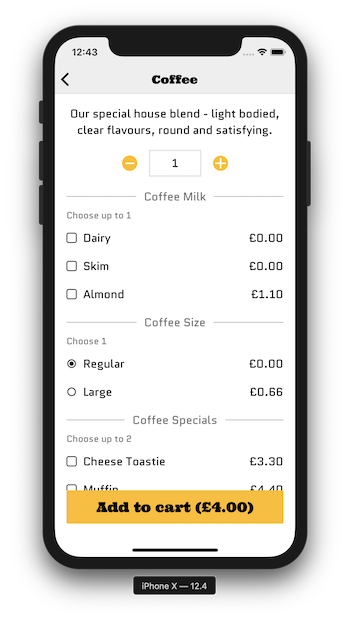 12:43
Coffee
Our special house blend - light bodied,
clear flavours, round and satisfying.
1
Coffee Milk
Choose up to 1
Dairy £0.00
Skim £0.00
Almond £1.10
Coffee Size
Choose 1
Regular £0.00
Large £0.66
Coffee Specials
Choose up to 2
Cheese Toastie £3.30
Muffin £4.40
Add to cart (£4.00)
iPhone X — 12.4